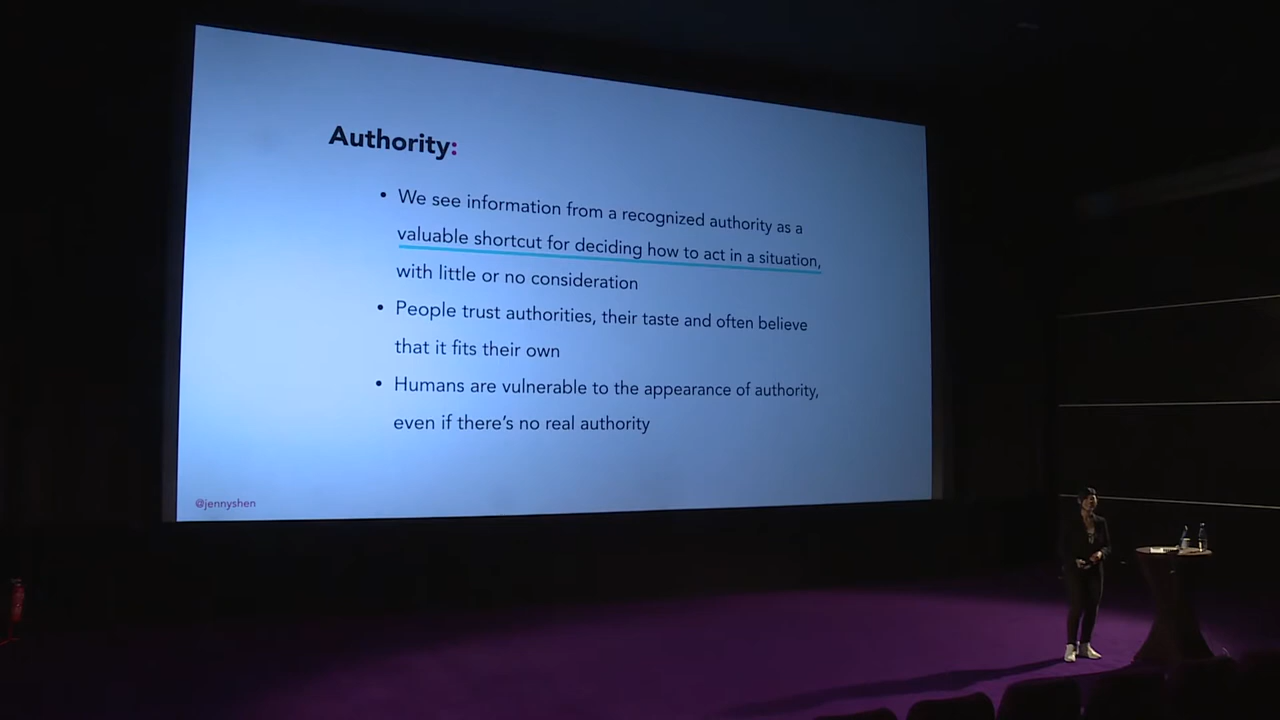 Authority:
• We see information from a recognized authority as a
valuable shortcut for deciding how to act in a situation,
with little or no consideration
• People trust authorities, their taste and often believe
that it fits their own
• Humans are vulnerable to the appearance of authority,
even if there's no real authority
@jennyshen